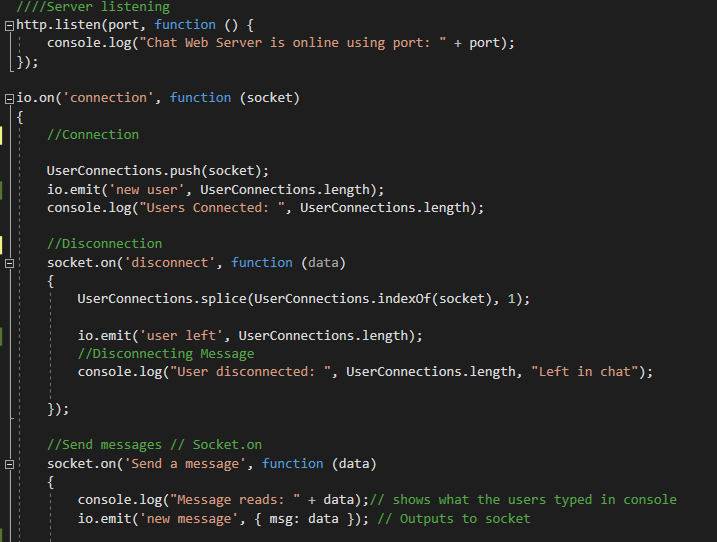 ////Server listening
http.listen(port, function () {
console.log("Chat Web Server is online using port: " + port);
});
io.on('connection', function (socket)
{
//Connection
UserConnections.push(socket);
io.emit('new user', UserConnections.length);
console.log("Users Connected: ", UserConnections.length);
//Disconnection
socket.on('disconnect', function (data)
{
UserConnections.splice(UserConnections.indexOf(socket), 1);
io.emit('user left', UserConnections.length);
//Disconnecting Message
console.log("User disconnected: ", UserConnections.length, "Left in chat");
});
//Send messages // Socket.on
socket.on('Send a message', function (data)
{
console.log("Message reads: " + data);// shows what the users typed in console
io.emit('new message', { msg: data }); // Outputs to socket